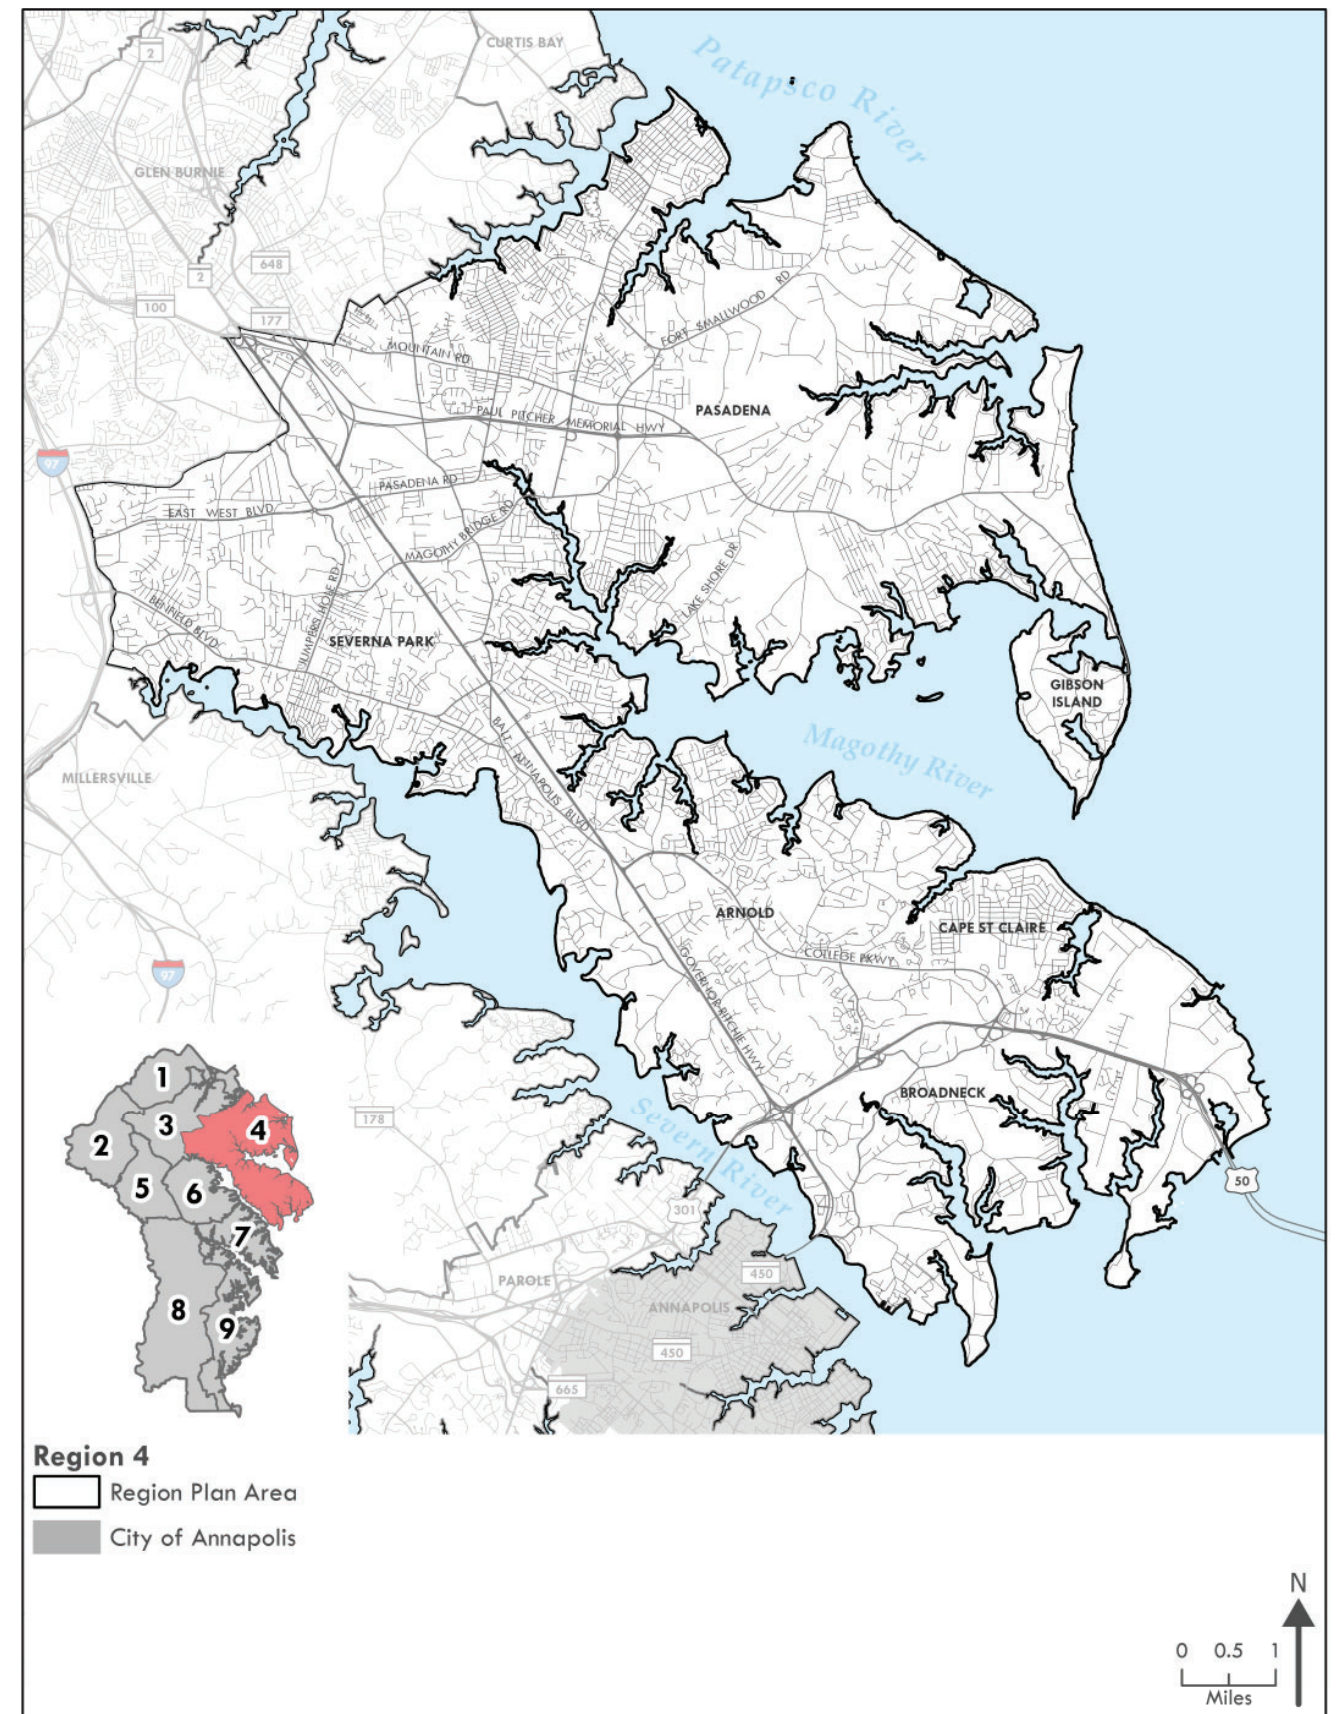 2
CURTIS BAY
Patapsco River
GLEN BURNIE
648
2
100
177
MOUNTAIN RD
FORT SMALLWOOD RD
PAUL PITCHER MEMORIAL HWY
PASADENA
97
PASADENA RD
EAST WEST BLVD
MAGOTHY BRIDGE RD
LAKE SHORE DR
BENFIELD BLVD
JUMPERS HOLE RD
SEVERNA PARK
GIBSON
ISLAND
BALT ANNAPOLIS BLVD
Magothy River
MILLERSVILLE
ARNOLD
CAPE ST CLAIRE
COLLEGE PKWY
97
GOVERNOR RITCHIE HWY
BROADNECK
178
Severn River
50
301
PAROLE
450
ANNAPOLIS
450
665
1
2
3
4
5
6
7
8
9
Region 4
Region Plan Area
City of Annapolis
N
0 0.5 1
Miles